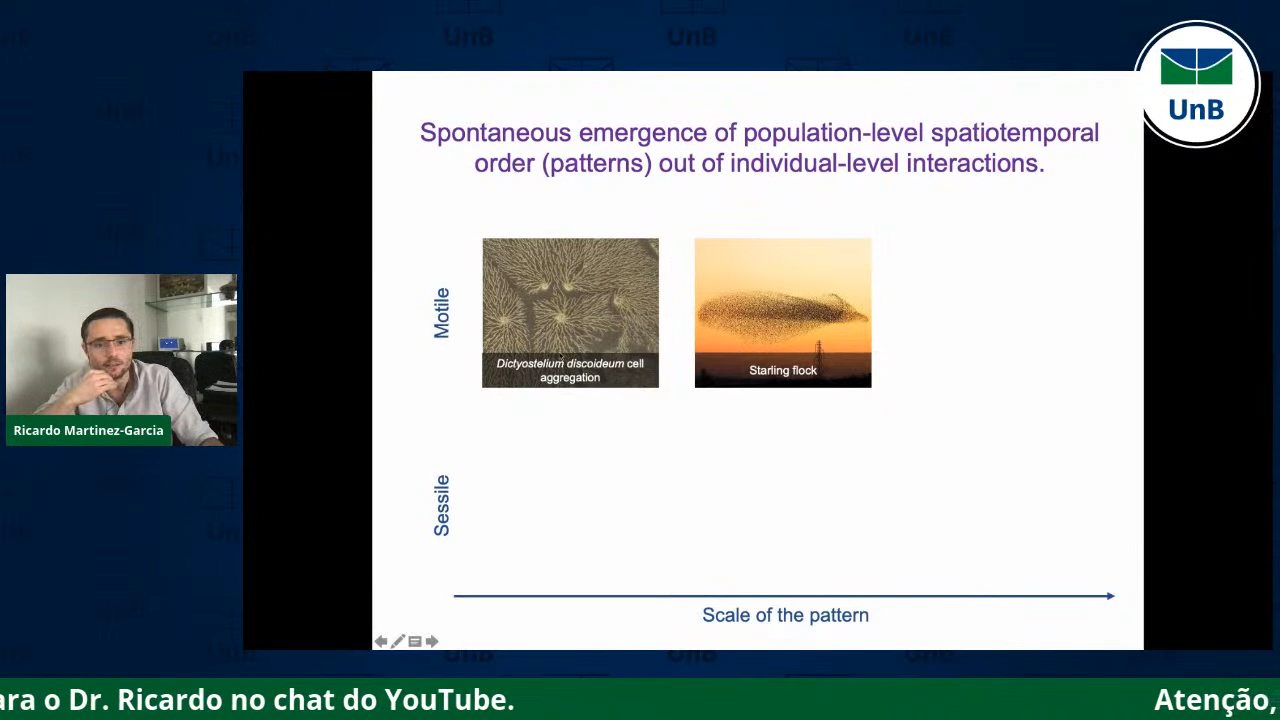 UnB
Spontaneous emergence of population-level spatiotemporal
order (patterns) out of individual-level interactions.
Motile
Dictyostelium discoideum cell
aggregation
Starling flock
Ricardo Martinez-Garcia
Sessile
Scale of the pattern
ara o Dr. Ricardo no chat do YouTube.
Atenção,